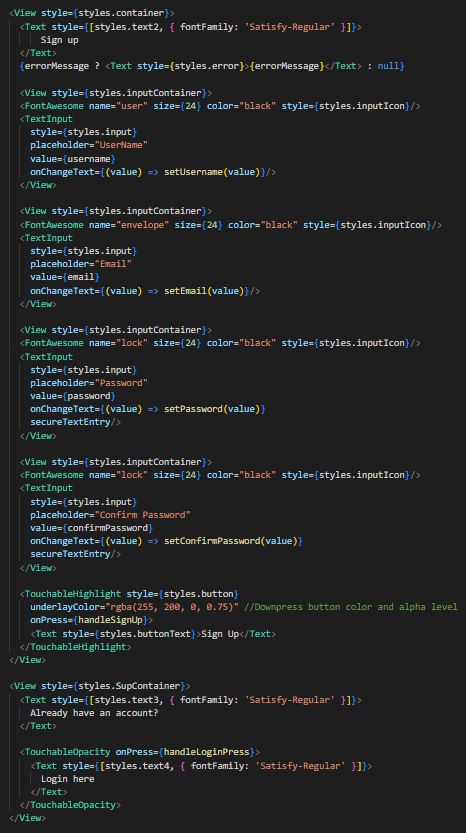 <View style={styles.container}>
<Text style={[styles.text2, { fontFamily: 'Satisfy-Regular' }]}>
Sign up
</Text>
{errorMessage ? <Text style={styles.error}>{errorMessage}</Text> : null}
<View style={styles.inputContainer}>
<FontAwesome name="user" size={24} color="black" style={styles.inputIcon}/>
<TextInput
style={styles.input}
placeholder="UserName"
value={username}
onChangeText={(value) => setUsername(value)}/>
</View>
<View style={styles.inputContainer}>
<FontAwesome name="envelope" size={24} color="black" style={styles.inputIcon}/>
<TextInput
style={styles.input}
placeholder="Email"
value={email}
onChangeText={(value) => setEmail(value)}/>
</View>
<View style={styles.inputContainer}>
<FontAwesome name="lock" size={24} color="black" style={styles.inputIcon}/>
<TextInput
style={styles.input}
placeholder="Password"
value={password}
onChangeText={(value) => setPassword(value)}
secureTextEntry/>
</View>
<View style={styles.inputContainer}>
<FontAwesome name="lock" size={24} color="black" style={styles.inputIcon}/>
<TextInput
style={styles.input}
placeholder="Confirm Password"
value={confirmPassword}
onChangeText={(value) => setConfirmPassword(value)}
secureTextEntry/>
</View>
<TouchableHighlight style={styles.button}
underlayColor="rgba(255, 200, 0, 0.75)" //Downpress button color and alpha level
onPress={handleSignUp}>
<Text style={styles.buttonText}>Sign Up</Text>
</TouchableHighlight>
</View>
<View style={styles.SupContainer}>
<Text style={[styles.text3, { fontFamily: 'Satisfy-Regular' }]}>
Already have an account?
</Text>
<TouchableOpacity onPress={handleLoginPress}>
<Text style={[styles.text4, { fontFamily: 'Satisfy-Regular' }]}>
Login here
</Text>
</TouchableOpacity>
</View>